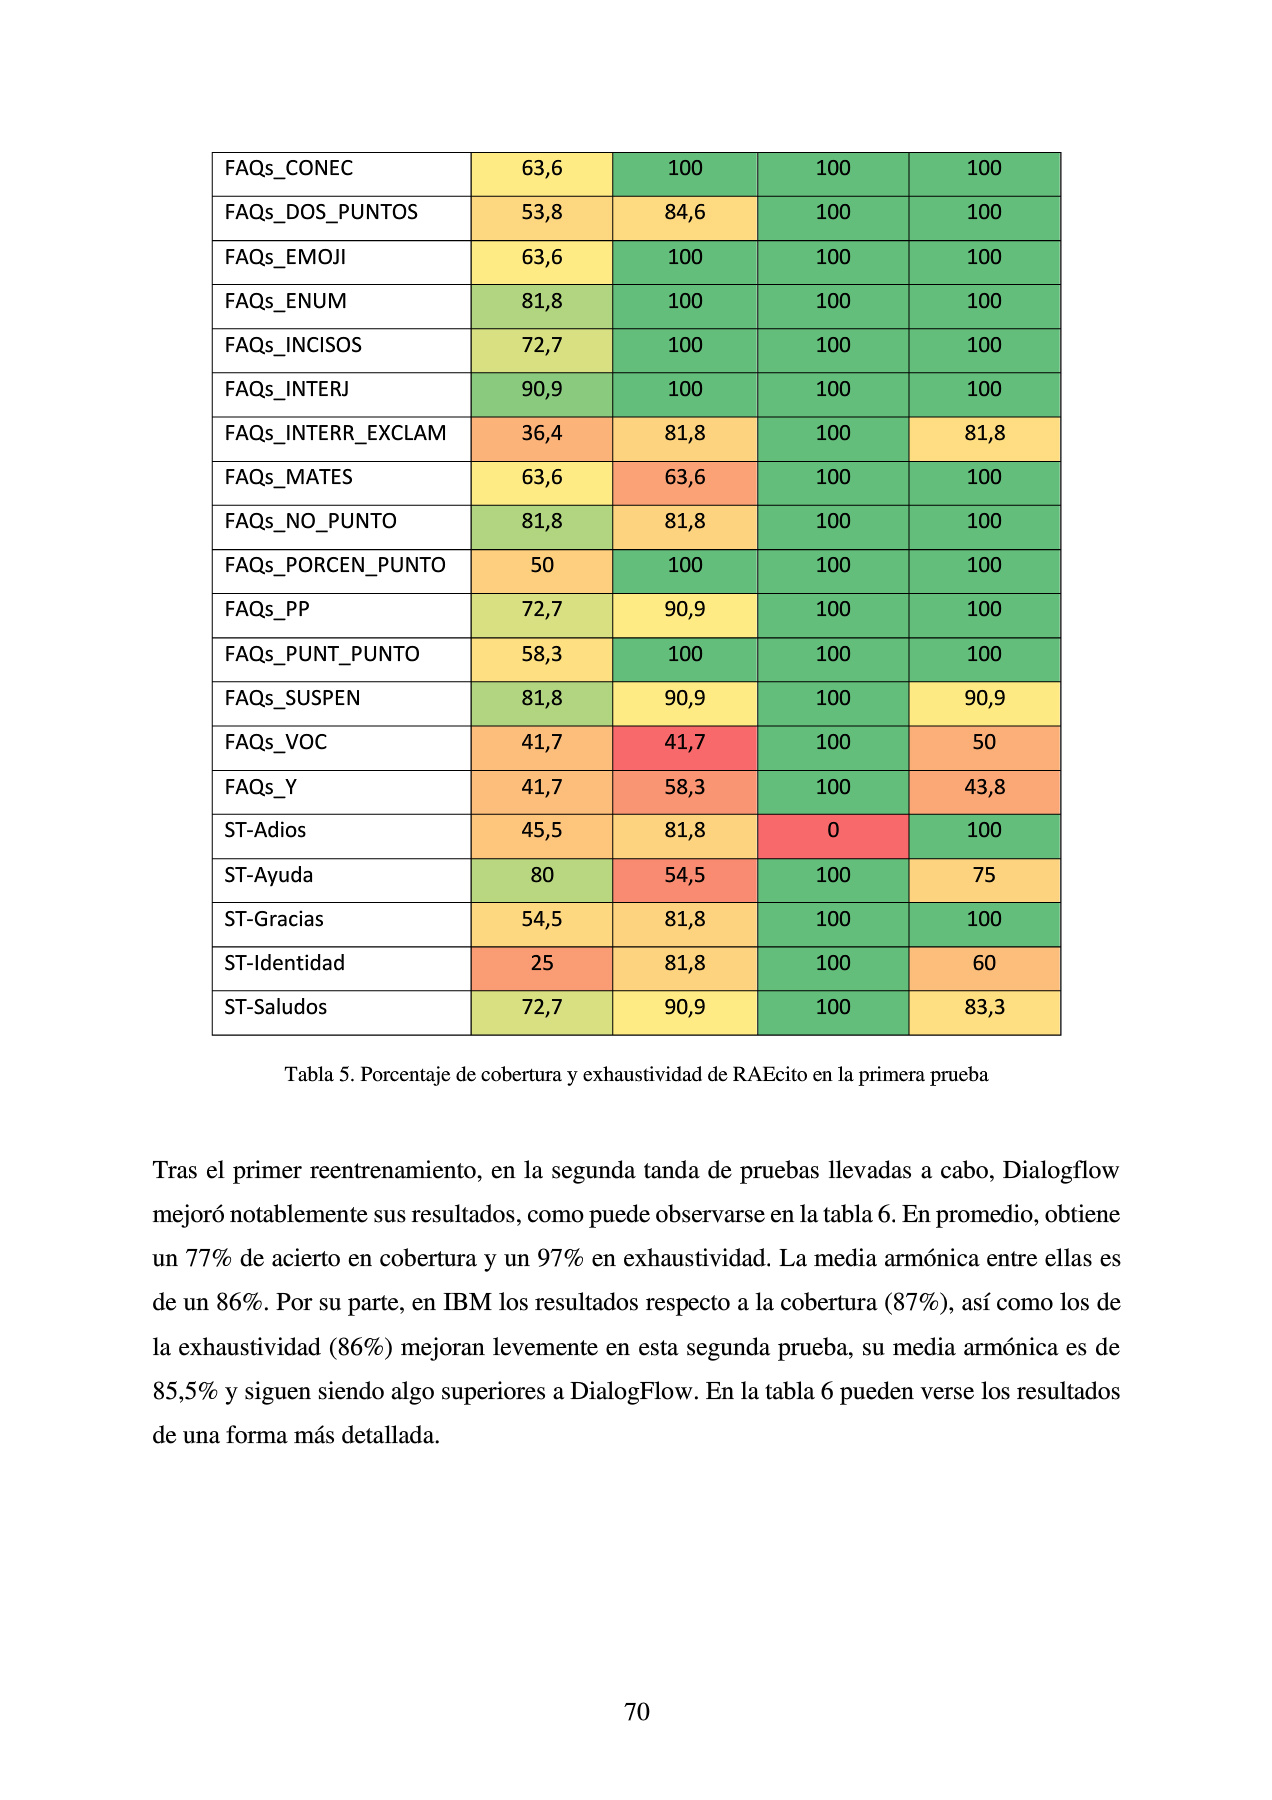 FAQs_CONEC 63,6 100 100 100
FAQs_DOS_PUNTOS 53,8 84,6 100 100
FAQs_EMOJI 63,6 100 100 100
FAQs_ENUM 81,8 100 100 100
FAQs_INCISOS 72,7 100 100 100
FAQs_INTERJ 90,9 100 100 100
FAQs_INTERR_EXCLAM 36,4 81,8 100 81,8
FAQs_MATES 63,6 63,6 100 100
FAQs_NO_PUNTO 81,8 81,8 100 100
FAQs_PORCEN_PUNTO 50 100 100 100
FAQs_PP 72,7 90,9 100 100
FAQs_PUNT_PUNTO 58,3 100 100 100
FAQs_SUSPEN 81,8 90,9 100 90,9
FAQs_VOC 41,7 41,7 100 50
FAQs_Y 41,7 58,3 100 43,8
ST-Adios 45,5 81,8 0 100
ST-Ayuda 80 54,5 100 75
ST-Gracias 54,5 81,8 100 100
ST-Identidad 25 81,8 100 60
ST-Saludos 72,7 90,9 100 83,3
Tabla 5. Porcentaje de cobertura y exhaustividad de RAEcito en la primera prueba
Tras el primer reentrenamiento, en la segunda tanda de pruebas llevadas a cabo, Dialogflow
mejoró notablemente sus resultados, como puede observarse en la tabla 6. En promedio, obtiene
un 77% de acierto en cobertura y un 97% en exhaustividad. La media armónica entre ellas es
de un 86%. Por su parte, en IBM los resultados respecto a la cobertura (87%), así como los de
la exhaustividad (86%) mejoran levemente en esta segunda prueba, su media armónica es de
85,5% y siguen siendo algo superiores a DialogFlow. En la tabla 6 pueden verse los resultados
de una forma más detallada.
70